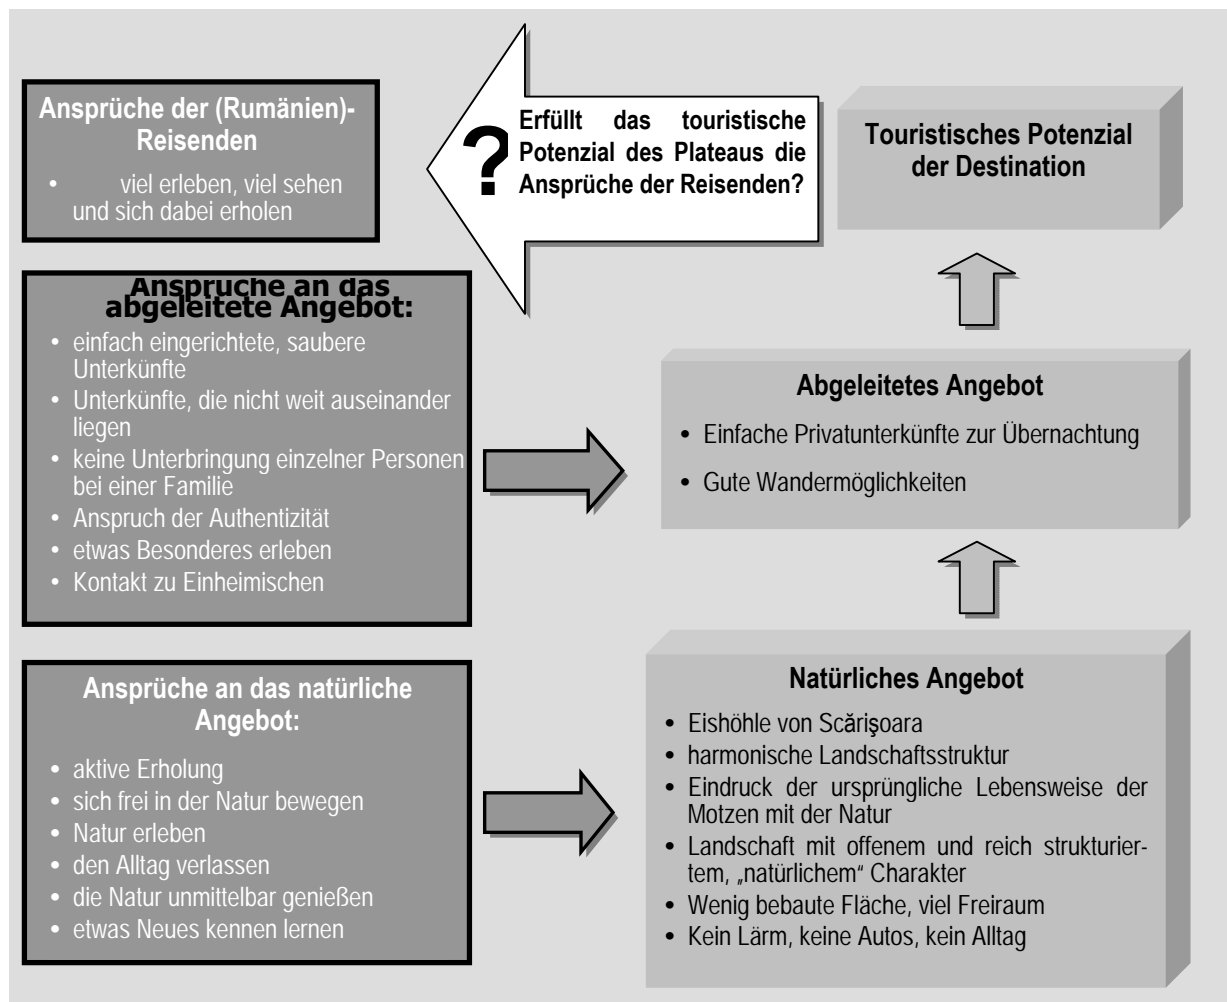 Ansprüche der (Rumänien)-
Reisenden
• viel erleben, viel sehen
und sich dabei erholen
?
Erfüllt das touristische
Potenzial des Plateaus die
Ansprüche der Reisenden?
Touristisches Potenzial
der Destination
Ansprüche an das
abgeleitete Angebot:
• einfach eingerichtete, saubere
Unterkünfte
• Unterkünfte, die nicht weit auseinander
liegen
• keine Unterbringung einzelner Personen
bei einer Familie
• Anspruch der Authentizität
• etwas Besonderes erleben
• Kontakt zu Einheimischen
Abgeleitetes Angebot
• Einfache Privatunterkünfte zur Übernachtung
• Gute Wandermöglichkeiten
Ansprüche an das natürliche
Angebot:
• aktive Erholung
• sich frei in der Natur bewegen
• Natur erleben
• den Alltag verlassen
• die Natur unmittelbar genießen
• etwas Neues kennen lernen
Natürliches Angebot
• Eishöhle von Scărişoara
• harmonische Landschaftsstruktur
• Eindruck der ursprüngliche Lebensweise der
Motzen mit der Natur
• Landschaft mit offenem und reich strukturier-
tem, „natürlichem“ Charakter
• Wenig bebaute Fläche, viel Freiraum
• Kein Lärm, keine Autos, kein Alltag